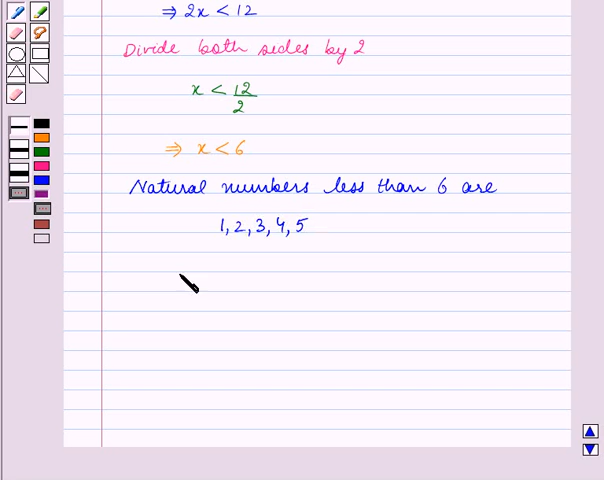 ⇒ 2x < 12
Divide both sides by 2
x < 12/2
⇒ x < 6
Natural numbers less than 6 are
1, 2, 3, 4, 5